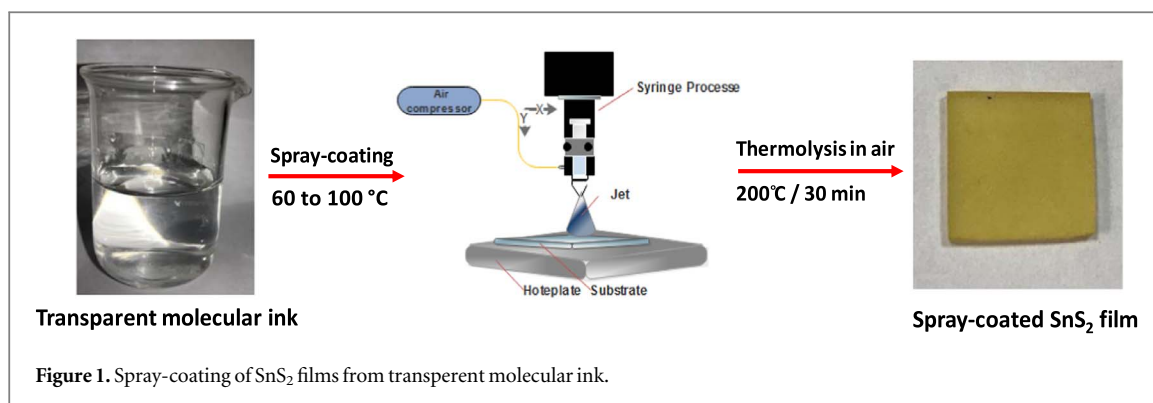 Air
compressor
X
Y
Syringe Processe
Spray-coating
60 to 100 °C
Jet
Thermolysis in air
200℃ / 30 min
Hoteplate Substrate
Transparent molecular ink
Spray-coated SnS₂ film
Figure 1. Spray-coating of SnS₂ films from transperent molecular ink.